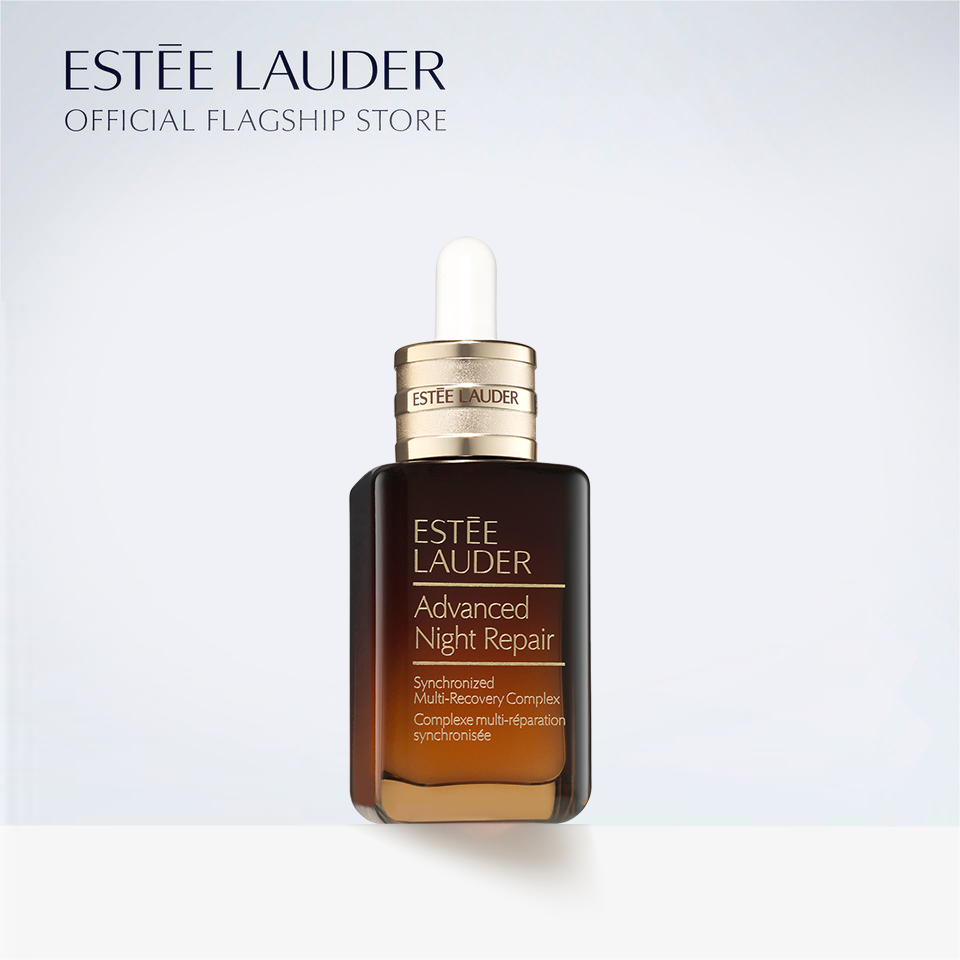 ESTĒE LAUDER
OFFICIAL FLAGSHIP STORE
ESTĒE LAUDER
ESTĒE
LAUDER
Advanced
Night Repair
Synchronized
Multi-Recovery Complex
Complexe multi-réparation
synchronisée